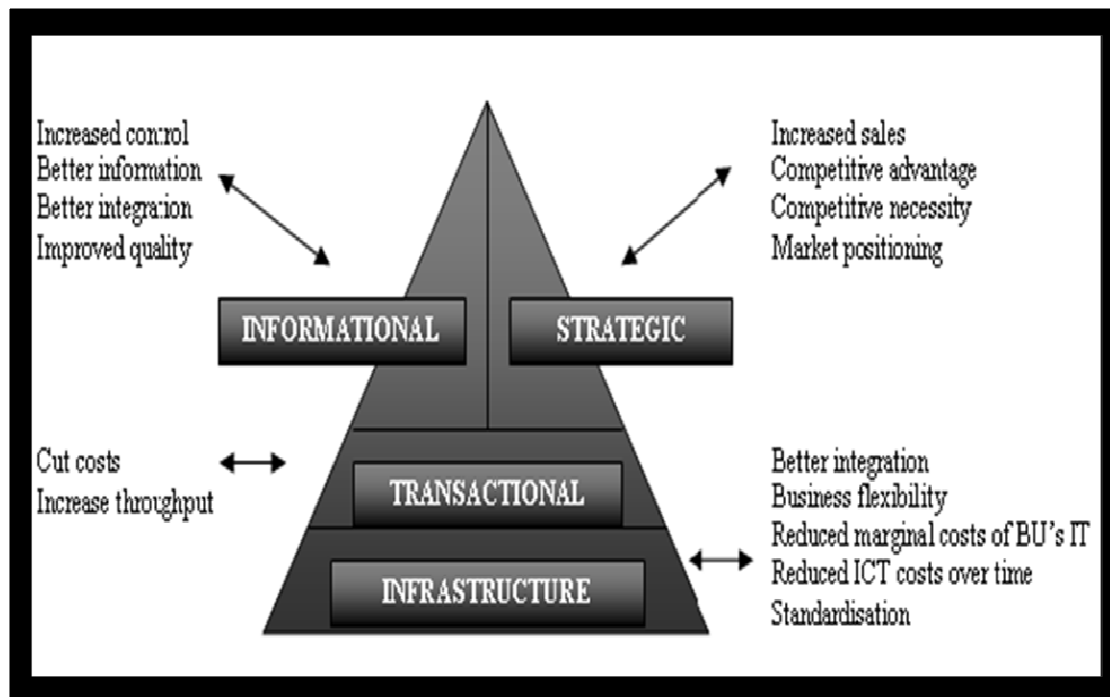 Increased control
Better information
Better integration
Improved quality
Increased sales
Competitive advantage
Competitive necessity
Market positioning
INFORMATIONAL
STRATEGIC
Cut costs
Increase throughput
TRANSACTIONAL
Better integration
Business flexibility
Reduced marginal costs of BU's IT
Reduced ICT costs over time
Standardisation
INFRASTRUCTURE